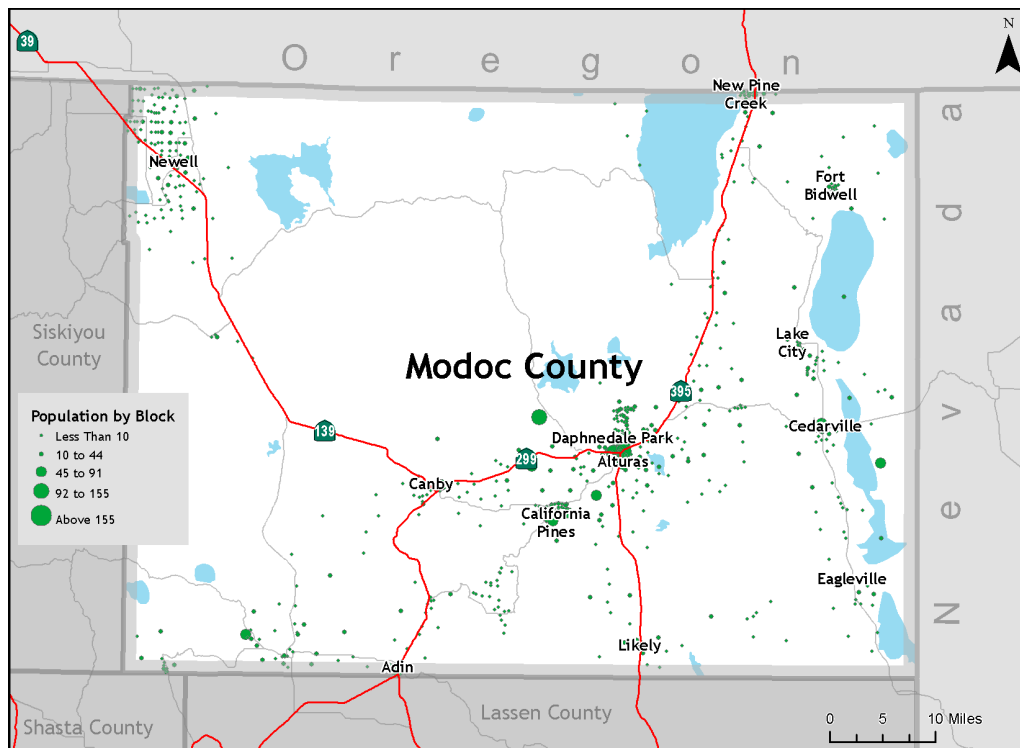 39
N
Oregon
New Pine
Creek
Newell
Fort
Bidwell
Nevada
Siskiyou
County
Lake
City
Modoc County
395
Population by Block
Less Than 10
10 to 44
45 to 91
92 to 155
Above 155
139
Daphnedale Park
Cedarville
299
Alturas
Canby
California
Pines
Eagleville
Likely
Adin
Lassen County
Shasta County
0 5 10 Miles